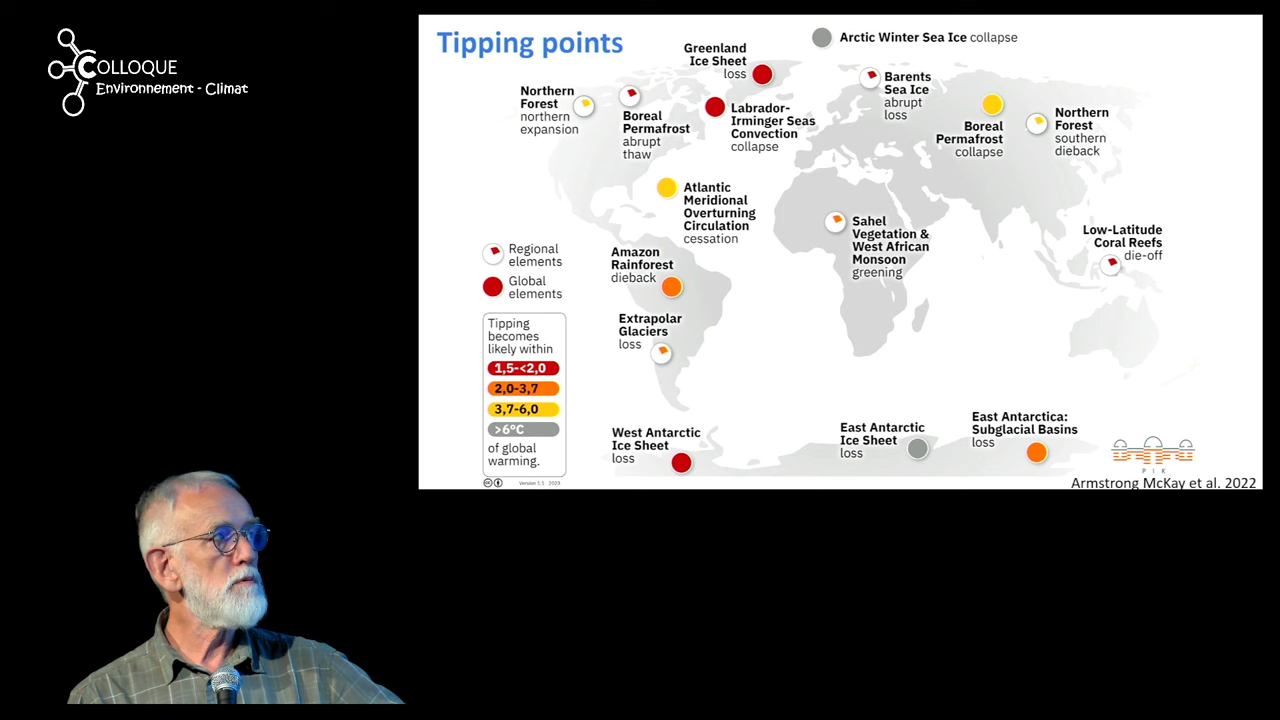 COLLOQUE
Environnement - Climat
Tipping points
Arctic Winter Sea Ice collapse
Greenland
Ice Sheet
loss
Barents
Sea Ice
abrupt
loss
Northern
Forest
northern
expansion
Boreal
Permafrost
abrupt
thaw
Labrador-
Irminger Seas
Convection
collapse
Boreal
Permafrost
collapse
Northern
Forest
southern
dieback
Atlantic
Meridional
Overturning
Circulation
cessation
Sahel
Vegetation &
West African
Monsoon
greening
Low-Latitude
Coral Reefs
die-off
Regional
elements
Global
elements
Amazon
Rainforest
dieback
Extrapolar
Glaciers
loss
Tipping
becomes
likely within
1,5-<2,0
2,0-3,7
3,7-6,0
>6°C
of global
warming.
West Antarctic
Ice Sheet
loss
East Antarctic
Ice Sheet
loss
East Antarctica:
Subglacial Basins
loss
PIK
Version 1.1 2023
Armstrong McKay et al. 2022